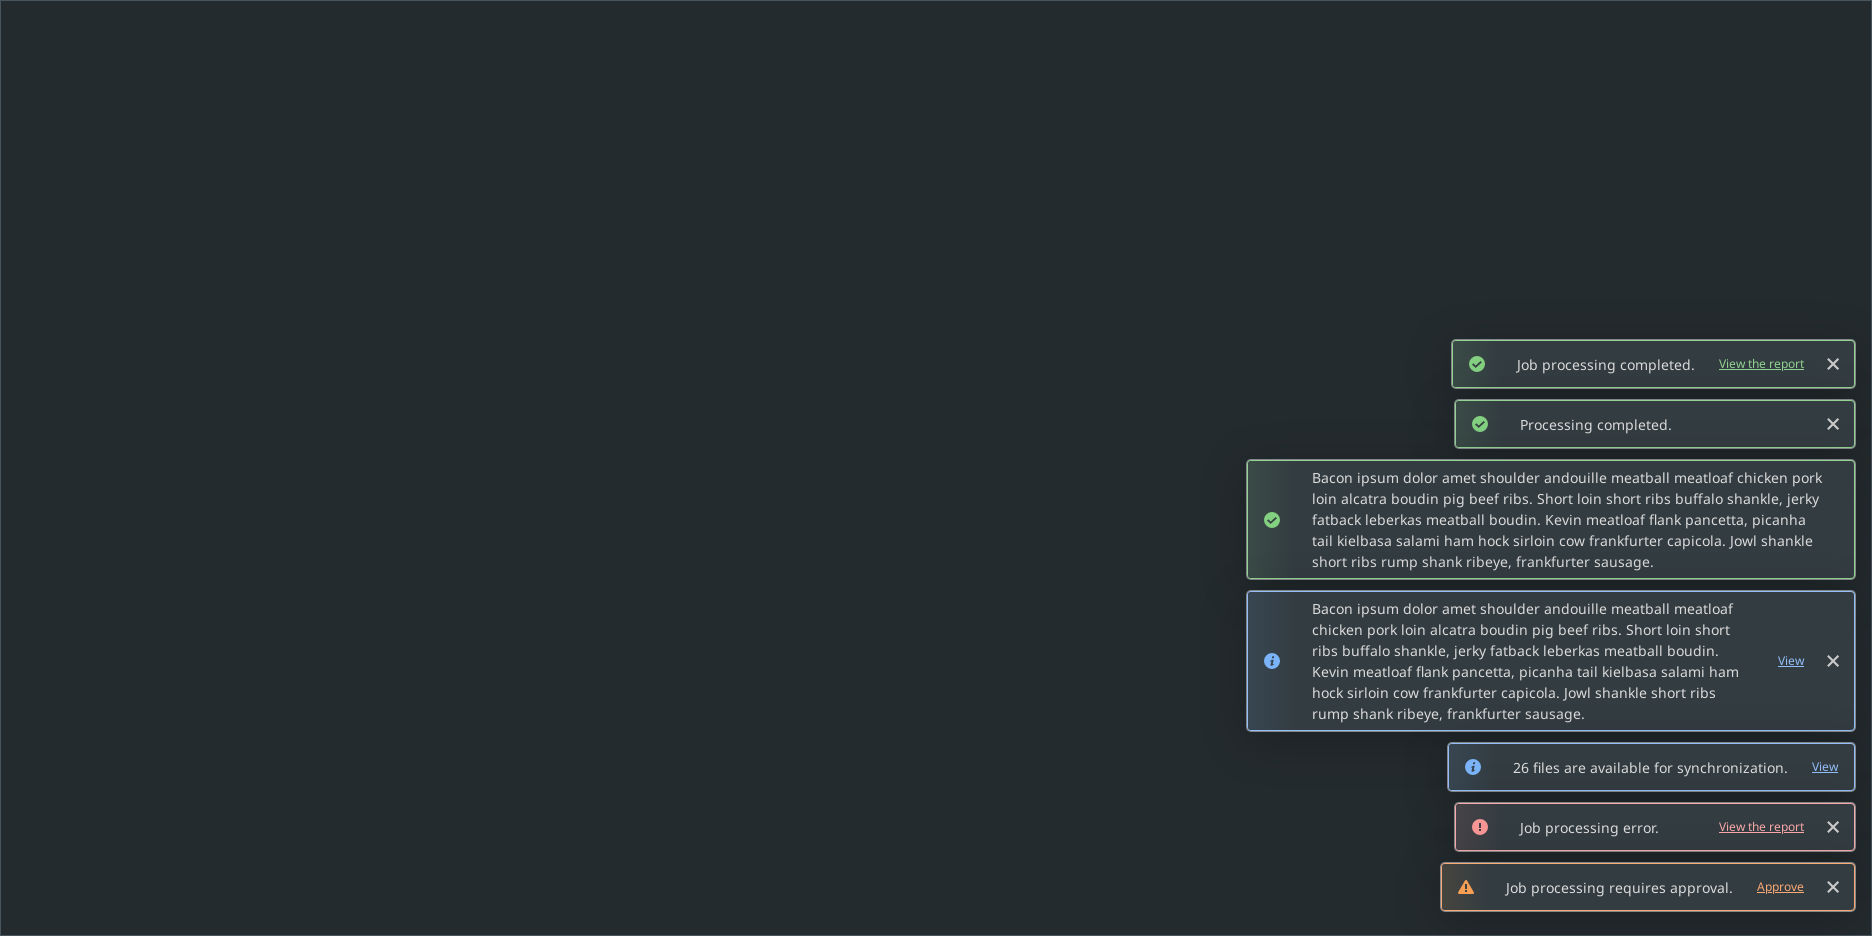 Job processing completed. View the report
Processing completed.
Bacon ipsum dolor amet shoulder andouille meatball meatloaf chicken pork
loin alcatra boudin pig beef ribs. Short loin short ribs buffalo shankle, jerky
fatback leberkas meatball boudin. Kevin meatloaf flank pancetta, picanha
tail kielbasa salami ham hock sirloin cow frankfurter capicola. Jowl shankle
short ribs rump shank ribeye, frankfurter sausage.
Bacon ipsum dolor amet shoulder andouille meatball meatloaf
chicken pork loin alcatra boudin pig beef ribs. Short loin short
ribs buffalo shankle, jerky fatback leberkas meatball boudin.
Kevin meatloaf flank pancetta, picanha tail kielbasa salami ham
hock sirloin cow frankfurter capicola. Jowl shankle short ribs
rump shank ribeye, frankfurter sausage.
View
26 files are available for synchronization. View
Job processing error. View the report
Job processing requires approval. Approve